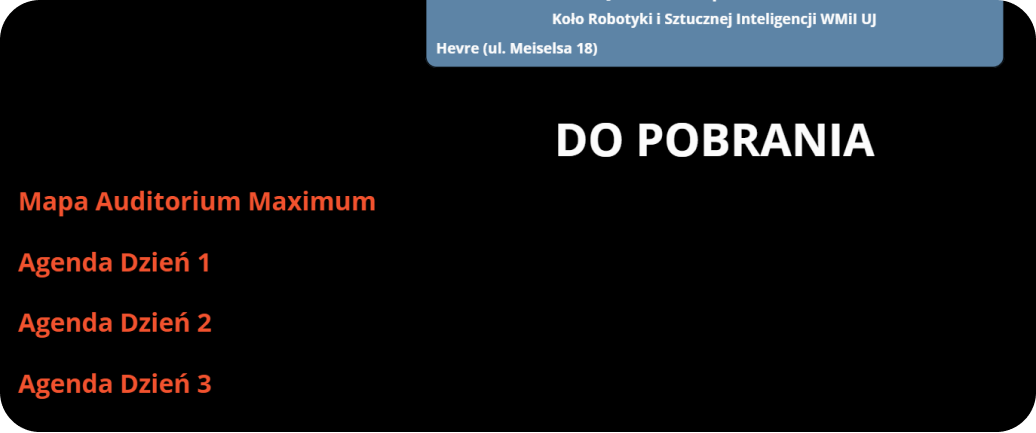 Koło Robotyki i Sztucznej Inteligencji WMiI UJ
Hevre (ul. Meiselsa 18)
DO POBRANIA
Mapa Auditorium Maximum
Agenda Dzień 1
Agenda Dzień 2
Agenda Dzień 3